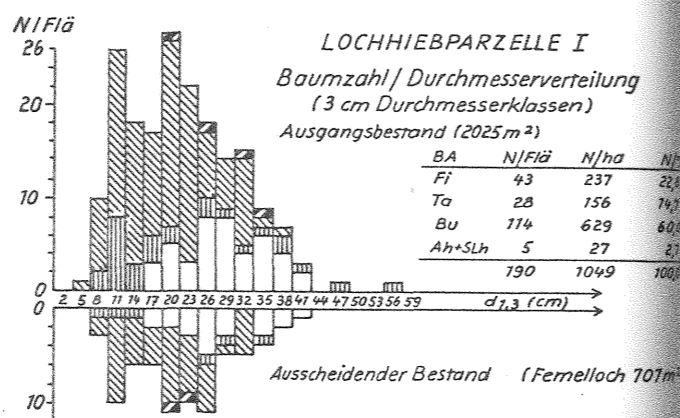 N/Flä
LOCHHIEBPARZELLE I
Baumzahl / Durchmesserverteilung
(3 cm Durchmesserklassen)
Ausgangsbestand (2025m²)
BA N/Flä N/ha
Fi 43 237
Ta 28 156
Bu 114 629
Ah+SLh 5 27
190 1049
26
20
10
0
2 5 8 11 14 17 20 23 26 29 32 35 38 41 44 47 50 53 56 59 d1,3 (cm)
0
10
Ausscheidender Bestand (Femelloch 701m²